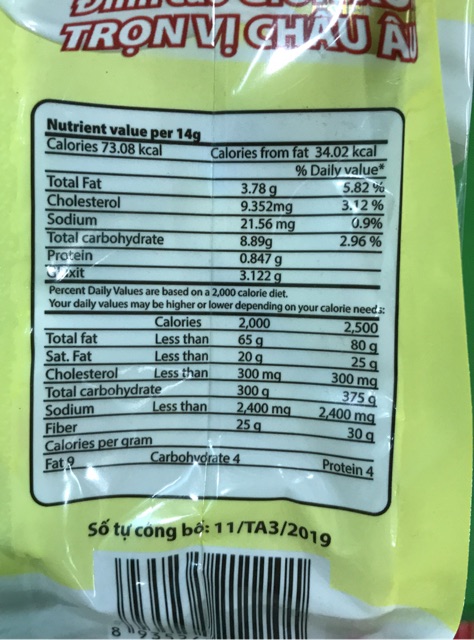 TRỌN VỊ CHÂU Â
Nutrient value per 14g
Calories 73.08 kcal Calories from fat 34.02 kcal
% Daily value*
Total Fat 3.78 g 5.82 %
Cholesterol 9.352mg 3.12 %
Sodium 21.56 mg 0.9%
Total carbohydrate 8.89g 2.96 %
Protein 0.847 g
3.122 g
Percent Daily Values are based on a 2,000 calorie diet.
Your daily values may be higher or lower depending on your calorie needs:
Calories 2,000 2,500
Total fat Less than 65 g 80 g
Sat. Fat Less than 20 g 25 g
Cholesterol Less than 300 mg 300 mg
Total carbohydrate 300 g 375 g
Sodium Less than 2,400 mg 2,400 mg
Fiber 25 g 30 g
Calories per gram
Fat 9 Carbohydrate 4 Protein 4
Số tự công bố: 11/TA3/2019